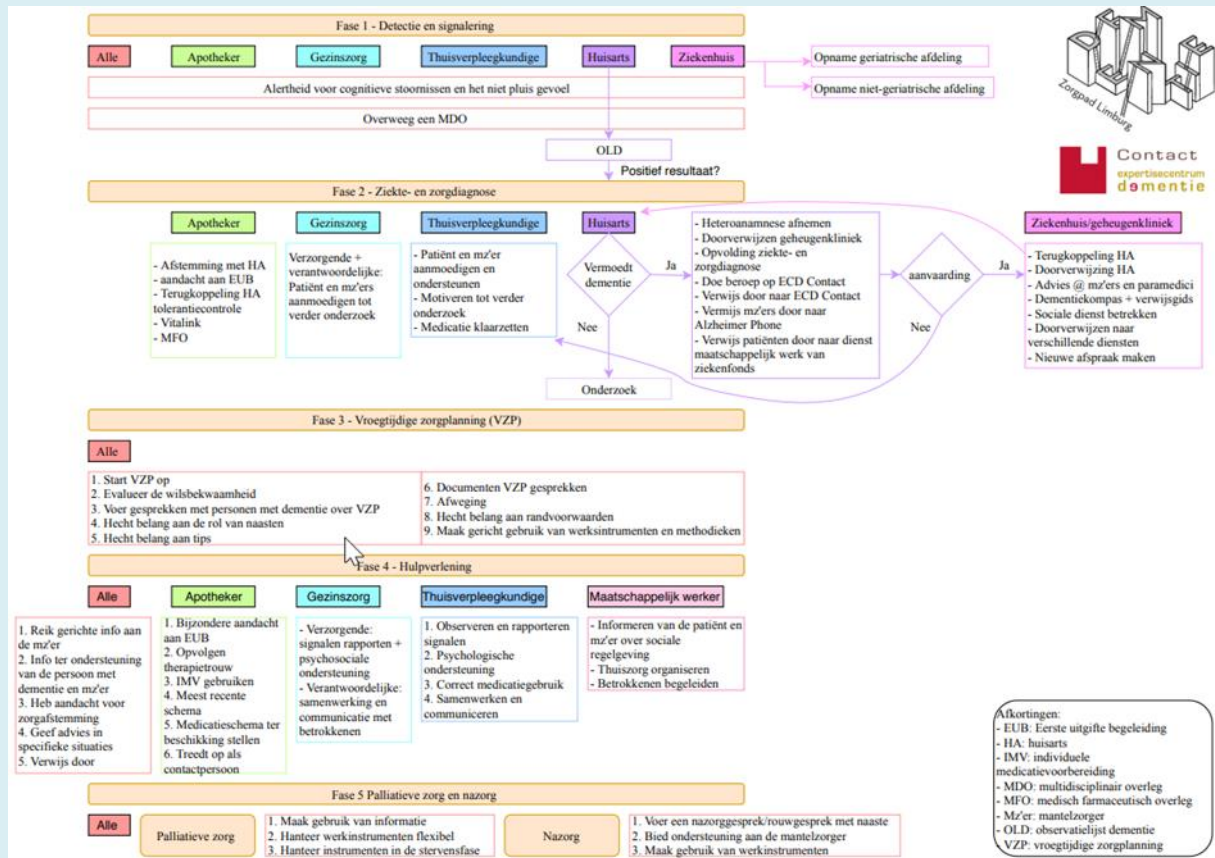 Fase 1 - Detectie en signalering
Alle
Apotheker
Gezinszorg
Thuisverpleegkundige
Huisarts
Ziekenhuis
Opname geriatrische afdeling
Opname niet-geriatrische afdeling
Alertheid voor cognitieve stoornissen en het niet pluis gevoel
Overweeg een MDO
OLD
Positief resultaat?
Zorgpad Limburg
Contact
expertisecentrum
dementie
Fase 2 - Ziekte- en zorgdiagnose
Apotheker
Gezinszorg
Thuisverpleegkundige
Huisarts
Ziekenhuis/geheugenkliniek
- Afstemming met HA
- aandacht aan EUB
- Terugkoppeling HA
tolerantiecontrole
- Vitalink
- MFO
Verzorgende +
verantwoordelijke:
Patiënt en mz'ers
aanmoedigen tot
verder onderzoek
- Patiënt en mz'er
aanmoedigen en
ondersteunen
- Motiveren tot verder
onderzoek
- Medicatie klaarzetten
Vermoedt
dementie
Ja
Nee
Onderzoek
- Heteroanamnese afnemen
- Doorverwijzen geheugenkliniek
- Opvolding ziekte- en
zorgdiagnose
- Doe beroep op ECD Contact
- Verwijs door naar ECD Contact
- Vermijs mz'ers door naar
Alzheimer Phone
- Verwijs patiënten door naar dienst
maatschappelijk werk van
ziekenfonds
aanvaarding
Ja
Nee
- Terugkoppeling HA
- Doorverwijzing HA
- Advies @ mz'ers en paramedici
- Dementiekompas + verwijsgids
- Sociale dienst betrekken
- Doorverwijzen naar
verschillende diensten
- Nieuwe afspraak maken
Fase 3 - Vroegtijdige zorgplanning (VZP)
Alle
1. Start VZP op
2. Evalueer de wilsbekwaamheid
3. Voer gesprekken met personen met dementie over VZP
4. Hecht belang aan de rol van naasten
5. Hecht belang aan tips
6. Documenten VZP gesprekken
7. Afweging
8. Hecht belang aan randvoorwaarden
9. Maak gericht gebruik van werksintrumenten en methodieken
Fase 4 - Hulpverlening
Alle
Apotheker
Gezinszorg
Thuisverpleegkundige
Maatschappelijk werker
1. Reik gerichte info aan
de mz'er
2. Info ter ondersteuning
van de persoon met
dementie en mz'er
3. Heb aandacht voor
zorgafstemming
4. Geef advies in
specifieke situaties
5. Verwijs door
1. Bijzondere aandacht
aan EUB
2. Opvolgen
therapietrouw
3. IMV gebruiken
4. Meest recente
schema
5. Medicatieschema ter
beschikking stellen
6. Treedt op als
contactpersoon
- Verzorgende:
signalen rapporten +
psychosociale
ondersteuning
- Verantwoordelijke:
samenwerking en
communicatie met
betrokkenen
1. Observeren en rapporteren
signalen
2. Psychologische
ondersteuning
3. Correct medicatiegebruik
4. Samenwerken en
communiceren
- Informeren van de patiënt en
mz'er over sociale
regelgeving
- Thuiszorg organiseren
- Betrokkenen begeleiden
Fase 5 Palliatieve zorg en nazorg
Alle
Palliatieve zorg
1. Maak gebruik van informatie
2. Hanteer werkinstrumenten flexibel
3. Hanteer instrumenten in de stervensfase
Nazorg
1. Voer een nazorggesprek/rouwgesprek met naaste
2. Bied ondersteuning aan de mantelzorger
3. Maak gebruik van werkinstrumenten
Afkortingen:
- EUB: Eerste uitgifte begeleiding
- HA: huisarts
- IMV: individuele
medicatievoorbereiding
- MDO: multidisciplinair overleg
- MFO: medisch farmaceutisch overleg
- Mz'er: mantelzorger
- OLD: observatielijst dementie
- VZP: vroegtijdige zorgplanning